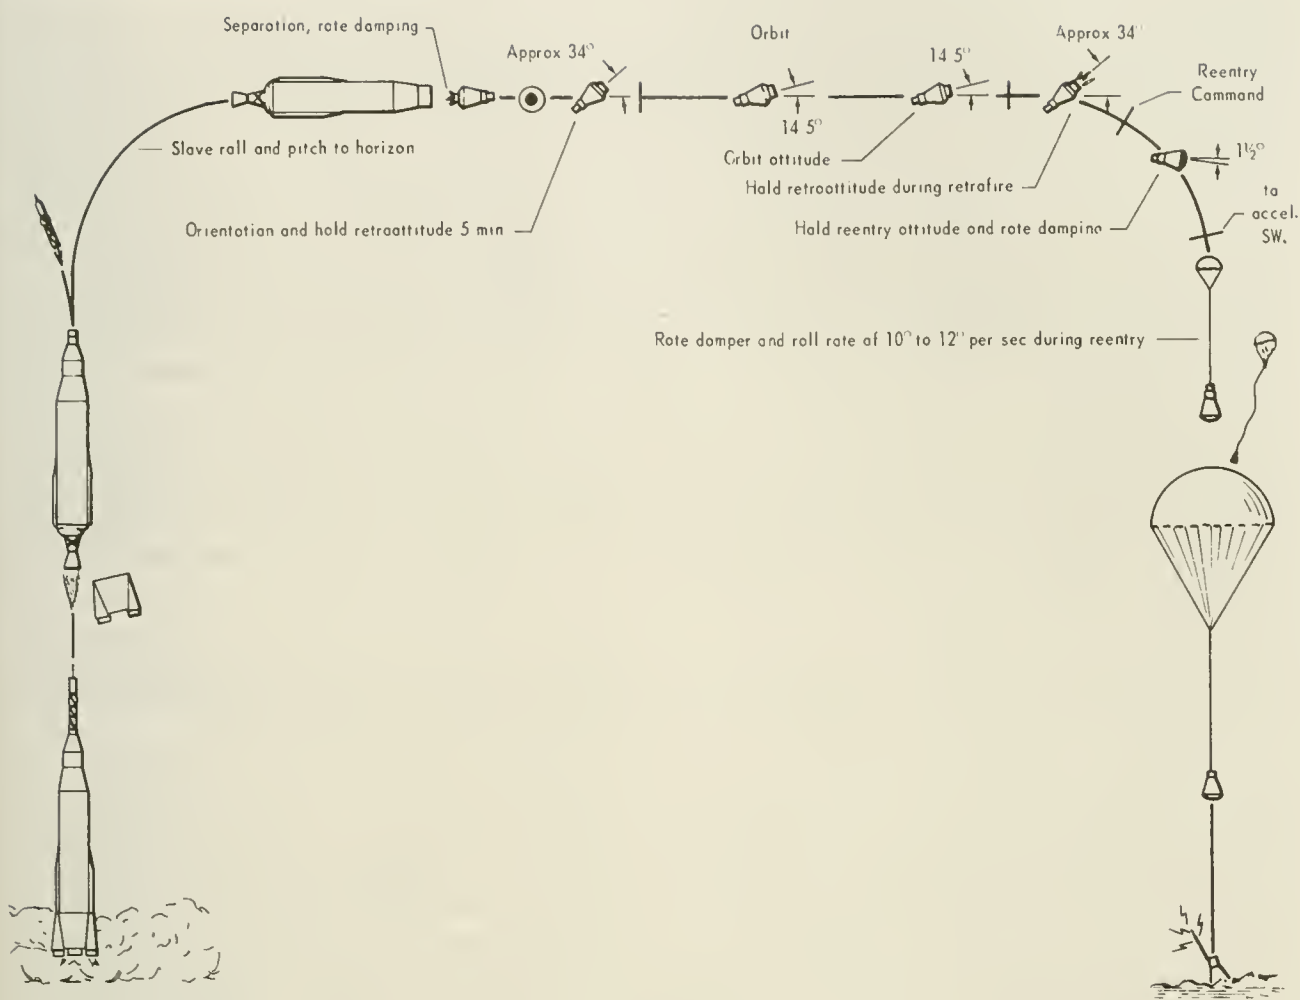 Separation, rate damping
Approx 34°
Orbit
14 5°
Approx 34°
Reentry
Command
Slave roll and pitch to horizon
14 5°
Orbit attitude
1½°
Hold retroattitude during retrofire
to
accel.
SW.
Orientation and hold retroattitude 5 min
Hold reentry attitude and rate damping
Rate damper and roll rate of 10° to 12° per sec during reentry